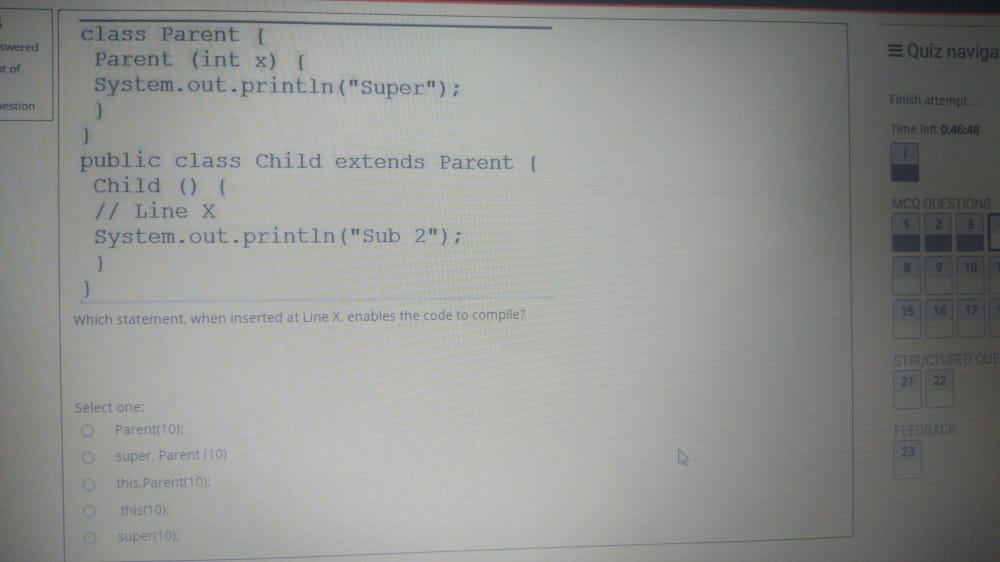 swered
out of
uestion
class Parent {
Parent (int x) {
System.out.println("Super");
}
}
public class Child extends Parent {
Child () {
// Line X
System.out.println("Sub 2");
}
}
Which statement, when inserted at Line X, enables the code to compile?
Select one:
Parent(10);
super. Parent (10)
this.Parent(10);
this(10);
super(10);
Quiz naviga
Finish attempt ...
Time left 0:46:48
i
MCQ QUESTIONS
1 2 3
8 9 10
15 16 17
STRUCTURED QUE
21 22
FEEDBACK
23